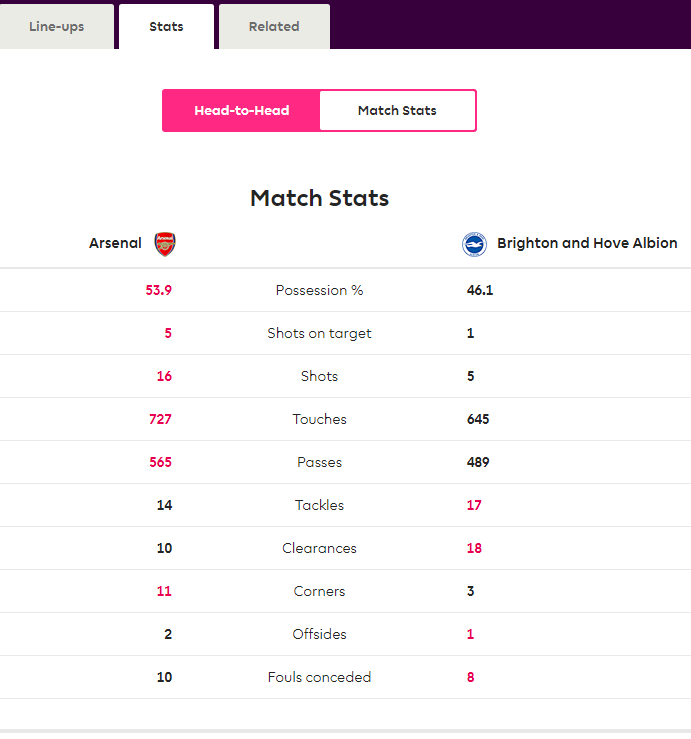 Line-ups Stats Related
Head-to-Head Match Stats
Match Stats
Arsenal Arsenal Brighton and Hove Albion
53.9 Possession % 46.1
5 Shots on target 1
16 Shots 5
727 Touches 645
565 Passes 489
14 Tackles 17
10 Clearances 18
11 Corners 3
2 Offsides 1
10 Fouls conceded 8